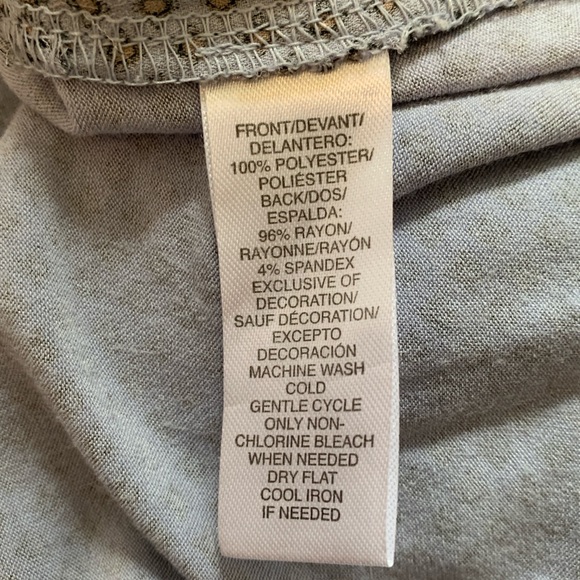 FRONT/DEVANT/
DELANTERO:
100% POLYESTER/
POLIÉSTER
BACK/DOS/
ESPALDA:
96% RAYON/
RAYONNE/RAYÓN
4% SPANDEX
EXCLUSIVE OF
DECORATION/
SAUF DÉCORATION/
EXCEPTO
DECORACIÓN
MACHINE WASH
COLD
GENTLE CYCLE
ONLY NON-
CHLORINE BLEACH
WHEN NEEDED
DRY FLAT
COOL IRON
IF NEEDED